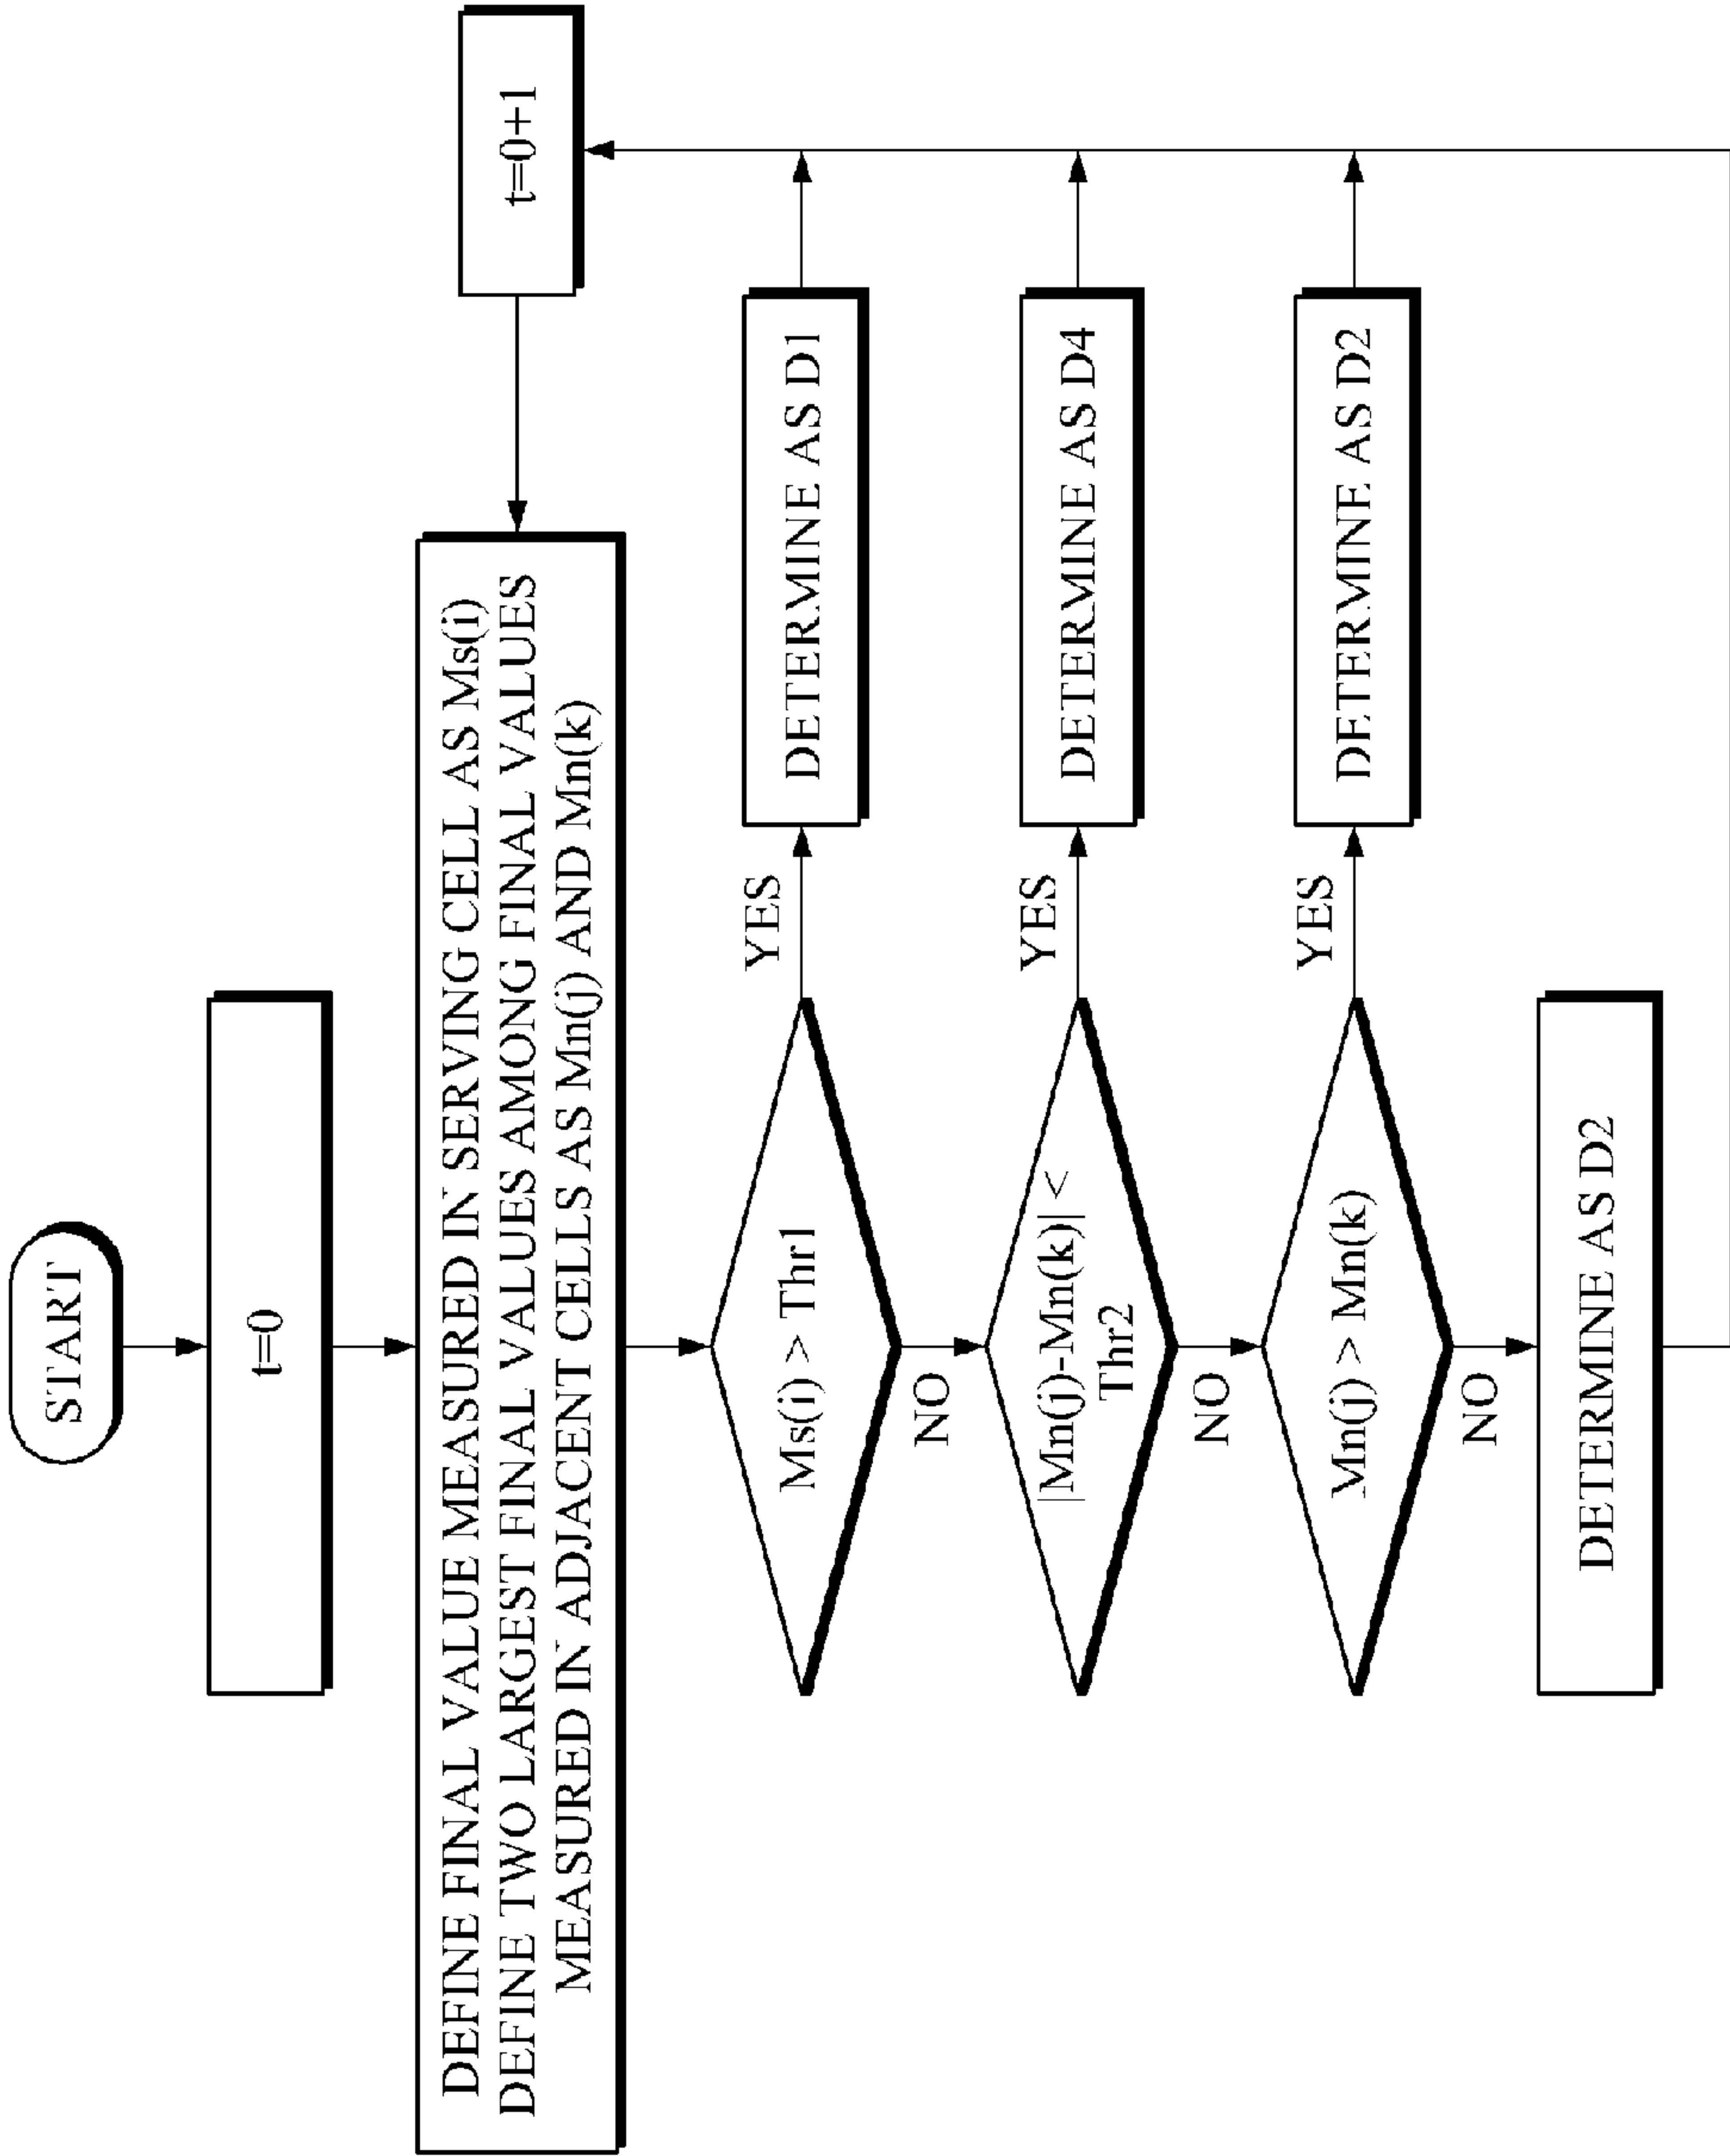 START
t=0
t=0+1
DEFINE FINAL VALUE MEASURED IN SERVING CELL AS Ms(i)
DEFINE TWO LARGEST FINAL VALUES AMONG FINAL VALUES
MEASURED IN ADJACENT CELLS AS Mn(j) AND Mn(k)
Ms(i) > Thr1
YES
DETERMINE AS D1
NO
|Mn(j)-Mn(k)| <
Thr2
YES
DETERMINE AS D4
NO
Mn(j) > Mn(k)
YES
DETERMINE AS D2
NO
DETERMINE AS D2